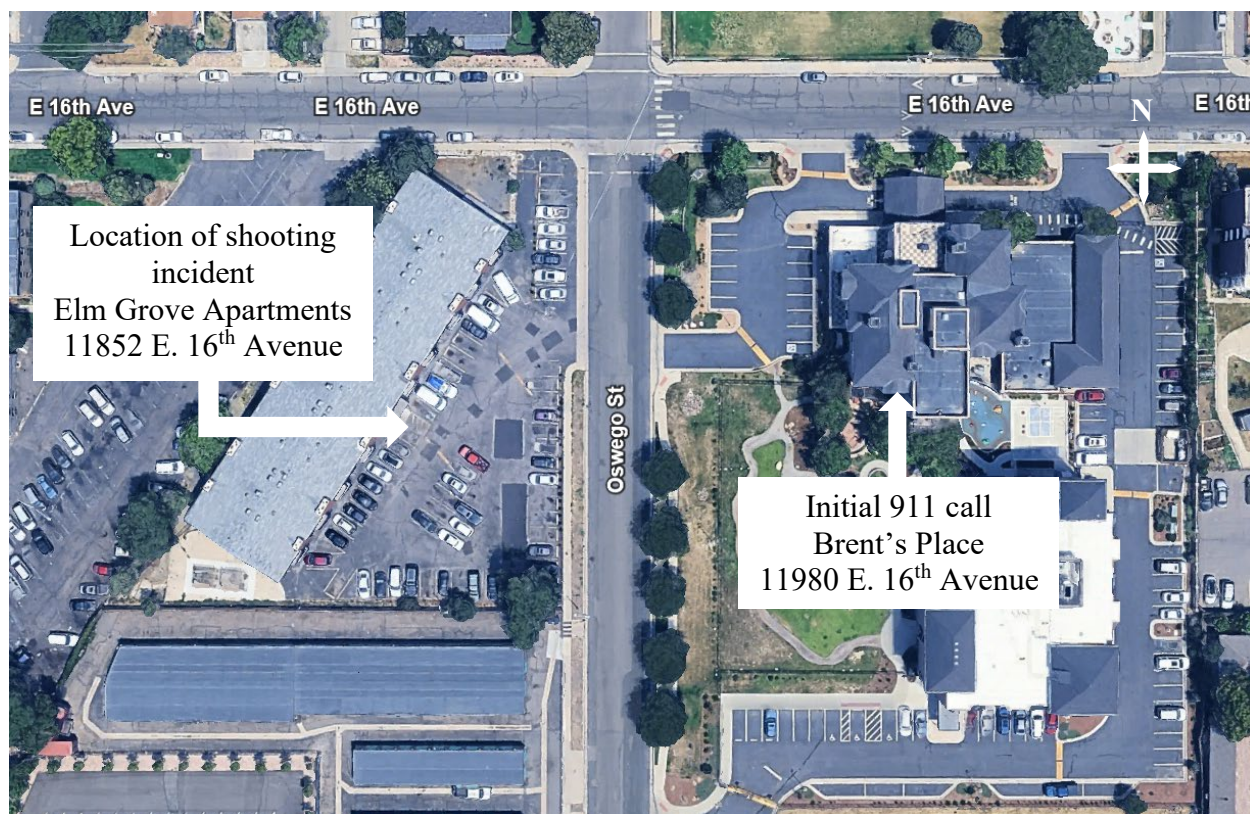 E 16th Ave
E 16th Ave
E 16th Ave
E 16t
N
Location of shooting
incident
Elm Grove Apartments
11852 E. 16th Avenue
Oswego St
Initial 911 call
Brent’s Place
11980 E. 16th Avenue